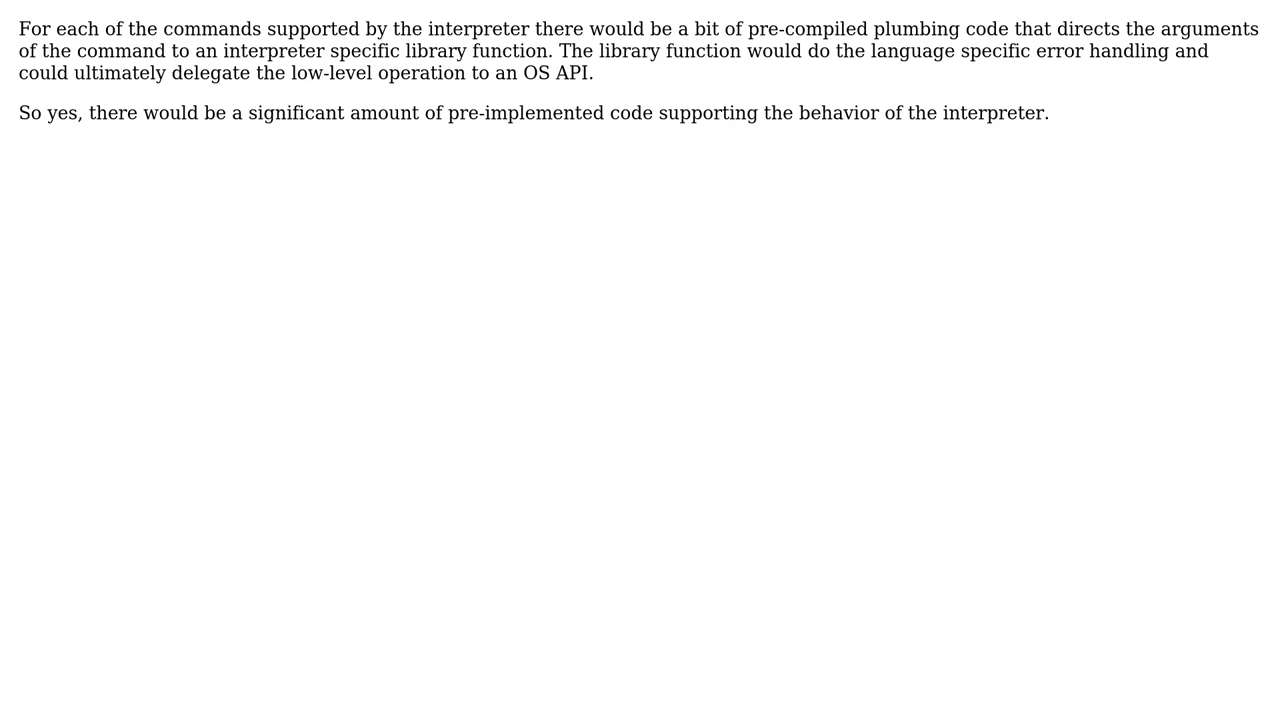 For each of the commands supported by the interpreter there would be a bit of pre-compiled plumbing code that directs the arguments
of the command to an interpreter specific library function. The library function would do the language specific error handling and
could ultimately delegate the low-level operation to an OS API.
So yes, there would be a significant amount of pre-implemented code supporting the behavior of the interpreter.